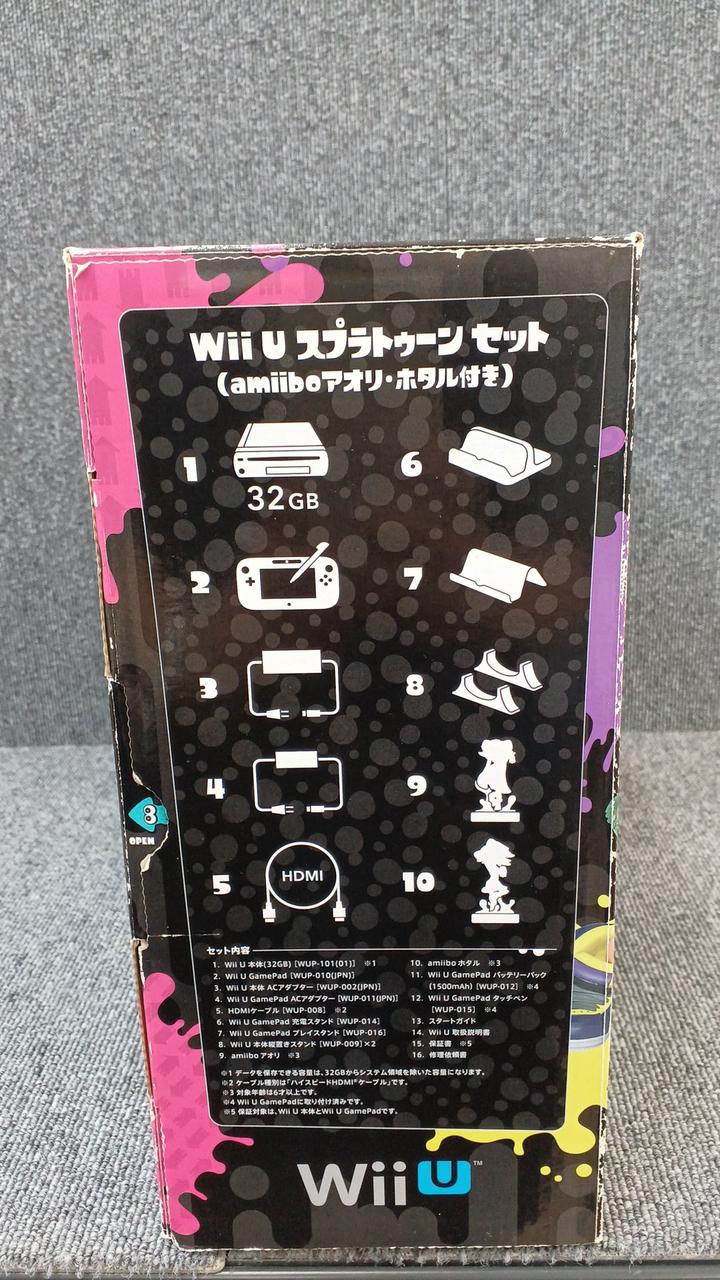 Wii U スプラトゥーン セット
(amiiboアオリ・ホタル付き)
1
32GB
2
3
4
5
HDMI
6
7
8
9
10
OPEN
セット内容
1. Wii U 本体(32GB) [WUP-101(01)] ※1
2. Wii U GamePad [WUP-010(JPN)]
3. Wii U 本体 ACアダプター [WUP-002(JPN)]
4. Wii U GamePad ACアダプター [WUP-011(JPN)]
5. HDMIケーブル [WUP-008] ※2
6. Wii U GamePad 充電スタンド [WUP-014]
7. Wii U GamePad プレイスタンド [WUP-016]
8. Wii U 本体縦置きスタンド [WUP-009]×2
9. amiibo アオリ ※3
10. amiibo ホタル ※3
11. Wii U GamePad バッテリーパック
(1500mAh) [WUP-012] ※4
12. Wii U GamePad タッチペン
[WUP-015] ※4
13. スタートガイド
14. Wii U 取扱説明書
15. 保証書 ※5
16. 修理依頼書
※1 データを保存できる容量は、32GBからシステム領域を除いた容量になります。
※2 ケーブル種別は「ハイスピードHDMI®ケーブル」です。
※3 対象年齢は6才以上です。
※4 Wii U GamePadに取り付け済みです。
※5 保証対象は、Wii U 本体とWii U GamePadです。
Wii U™